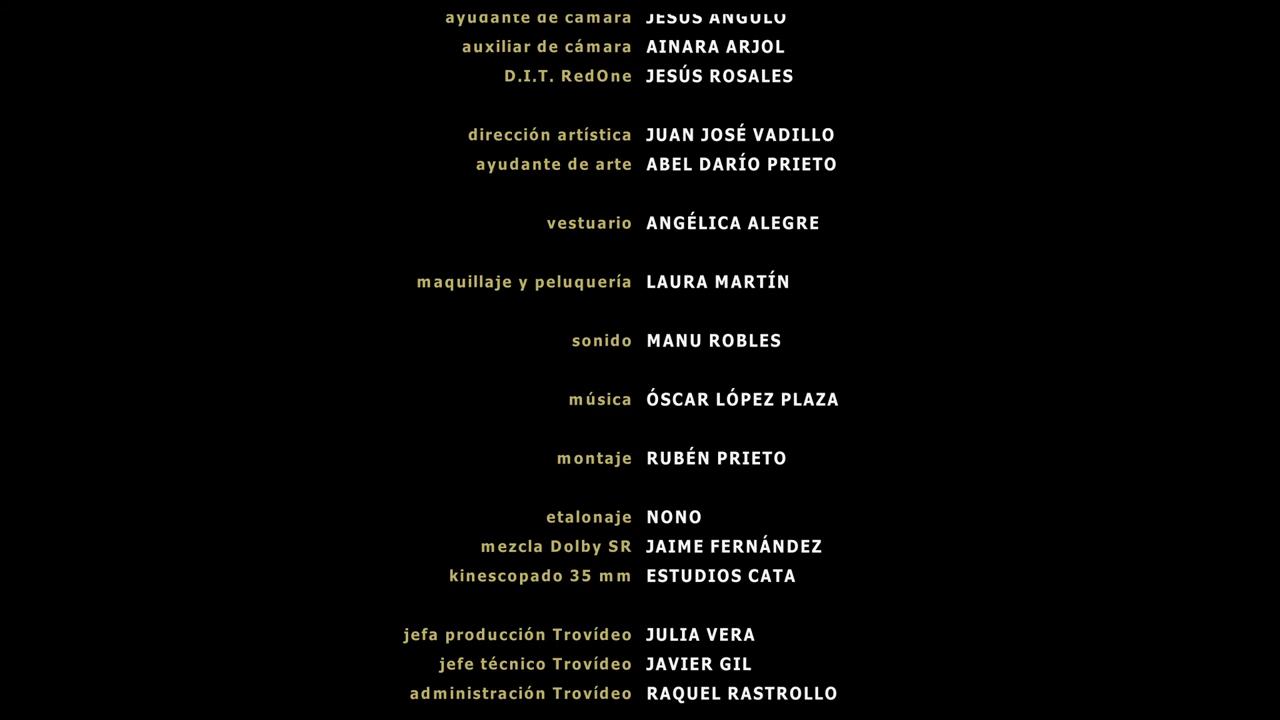 ayudante de cámara JESÚS ANGULO
auxiliar de cámara AINARA ARJOL
D.I.T. RedOne JESÚS ROSALES
dirección artística JUAN JOSÉ VADILLO
ayudante de arte ABEL DARÍO PRIETO
vestuario ANGÉLICA ALEGRE
maquillaje y peluquería LAURA MARTÍN
sonido MANU ROBLES
música ÓSCAR LÓPEZ PLAZA
montaje RUBÉN PRIETO
etalonaje NONO
mezcla Dolby SR JAIME FERNÁNDEZ
kinescopado 35 mm ESTUDIOS CATA
jefa producción Trovídeo JULIA VERA
jefe técnico Trovídeo JAVIER GIL
administración Trovídeo RAQUEL RASTROLLO